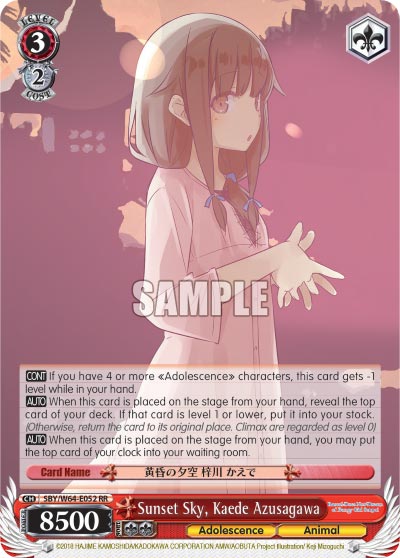 LEVEL
3
2
COST
SAMPLE
CONT If you have 4 or more «Adolescence» characters, this card gets -1
level while in your hand.
AUTO When this card is placed on the stage from your hand, reveal the top
card of your deck. If that card is level 1 or lower, put it into your stock.
(Otherwise, return the card to its original place. Climax are regarded as level 0)
AUTO When this card is placed on the stage from your hand, you may put
the top card of your clock into your waiting room.
Card Name 黄昏の夕空 梓川 かえで
CH SBY/W64-E052 RR
Sunset Sky, Kaede Azusagawa
POWER 8500
Adolescence Animal
©2018 HAJIME KAMOSHIDA/KADOKAWA CORPORATION AMW/AOBUTA Project Illustration/ Keji Mizoguchi